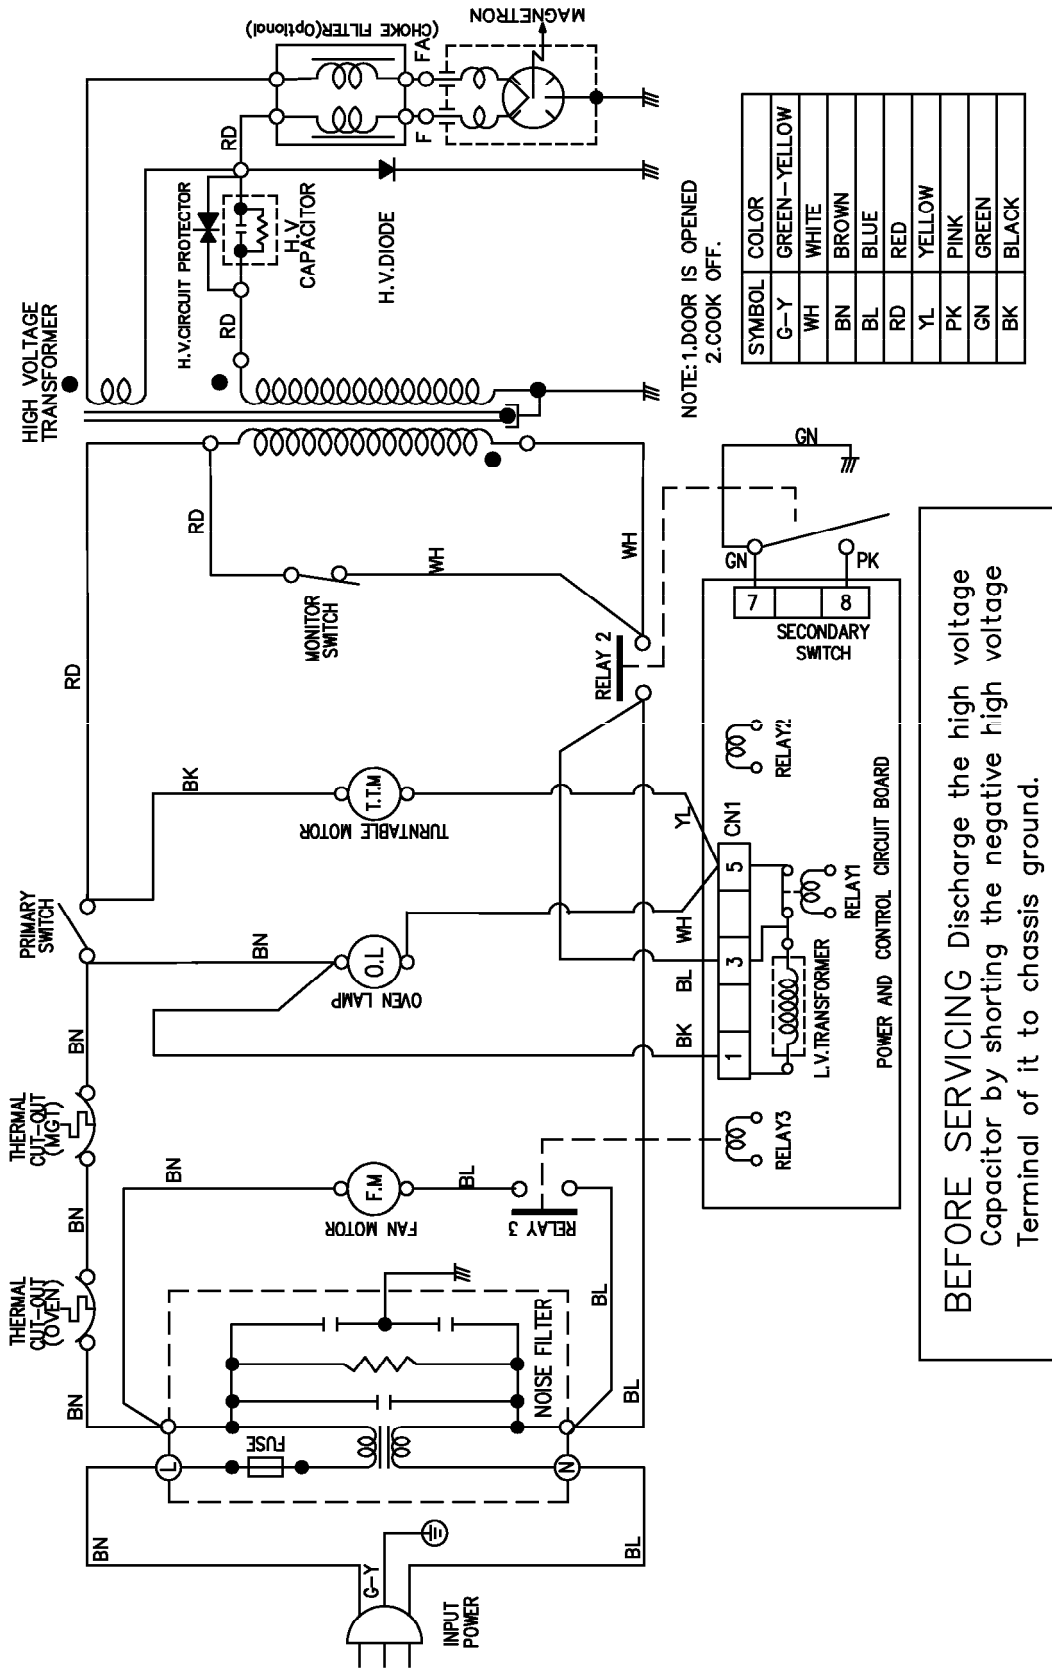 HIGH VOLTAGE
TRANSFORMER
H.V.CIRCUIT PROTECTOR
RD
RD
H.V
CAPACITOR
H.V.DIODE
(CHOKE FILTER(Optional)
F
FA
MAGNETRON
THERMAL
CUT-OUT
(OVEN)
THERMAL
CUT-OUT
(MGT)
PRIMARY
SWITCH
BN
BN
BN
BN
RD
RD
BN
BN
BK
WH
WH
MONITOR
SWITCH
RELAY 2
INPUT
POWER
G-Y
BN
BL
L
N
FUSE
NOISE FILTER
BL
BL
F.M
FAN MOTOR
BL
RELAY 3
O.L
OVEN LAMP
T.T.M
TURNTABLE MOTOR
BK
BL
WH
YL
1
3
5
CN1
RELAY3
L.V.TRANSFORMER
RELAY1
RELAY2
POWER AND CONTROL CIRCUIT BOARD
7
8
SECONDARY
SWITCH
GN
PK
GN
NOTE:1.DOOR IS OPENED
2.COOK OFF.
SYMBOL COLOR
G-Y GREEN-YELLOW
WH WHITE
BN BROWN
BL BLUE
RD RED
YL YELLOW
PK PINK
GN GREEN
BK BLACK
BEFORE SERVICING Discharge the high voltage
Capacitor by shorting the negative high voltage
Terminal of it to chassis ground.